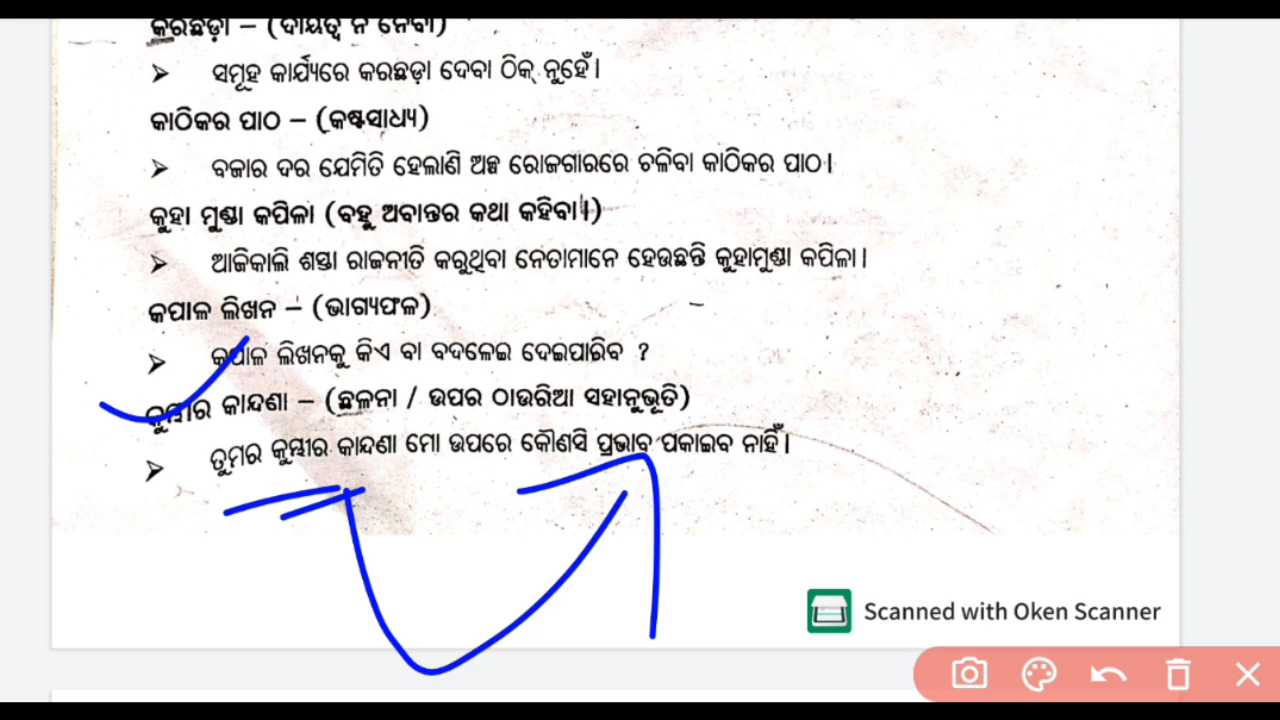 କରଛଡ଼ା – (ଦାୟିତ୍ୱ ନ ନେବା)
➢ ସମୂହ କାର୍ଯ୍ୟରେ କରଛଡ଼ା ଦେବା ଠିକ୍ ନୁହେଁ।
କାଠିକର ପାଠ – (କଷ୍ଟସାଧ୍ୟ)
➢ ବଜାର ଦର ଯେମିତି ହେଲାଣି ଅଳ୍ପ ରୋଜଗାରରେ ଚଳିବା କାଠିକର ପାଠ।
କୁହା ମୁଣ୍ଡା କପିଳା (ବହୁ ଅବାନ୍ତର କଥା କହିବା।)
➢ ଆଜିକାଲି ଶସ୍ତା ରାଜନୀତି କରୁଥିବା ନେତାମାନେ ହେଉଛନ୍ତି କୁହାମୁଣ୍ଡା କପିଳା।
କପାଳ ଲିଖନ – (ଭାଗ୍ୟଫଳ)
➢ କପାଳ ଲିଖନକୁ କିଏ ବା ବଦଳେଇ ଦେଇପାରିବ ?
କୁମ୍ଭୀର କାନ୍ଦଣା – (ଛଳନା / ଉପର ଠାଉରିଆ ସହାନୁଭୂତି)
➢ ତୁମର କୁମ୍ଭୀର କାନ୍ଦଣା ମୋ ଉପରେ କୌଣସି ପ୍ରଭାବ ପକାଇବ ନାହିଁ।
Scanned with Oken Scanner